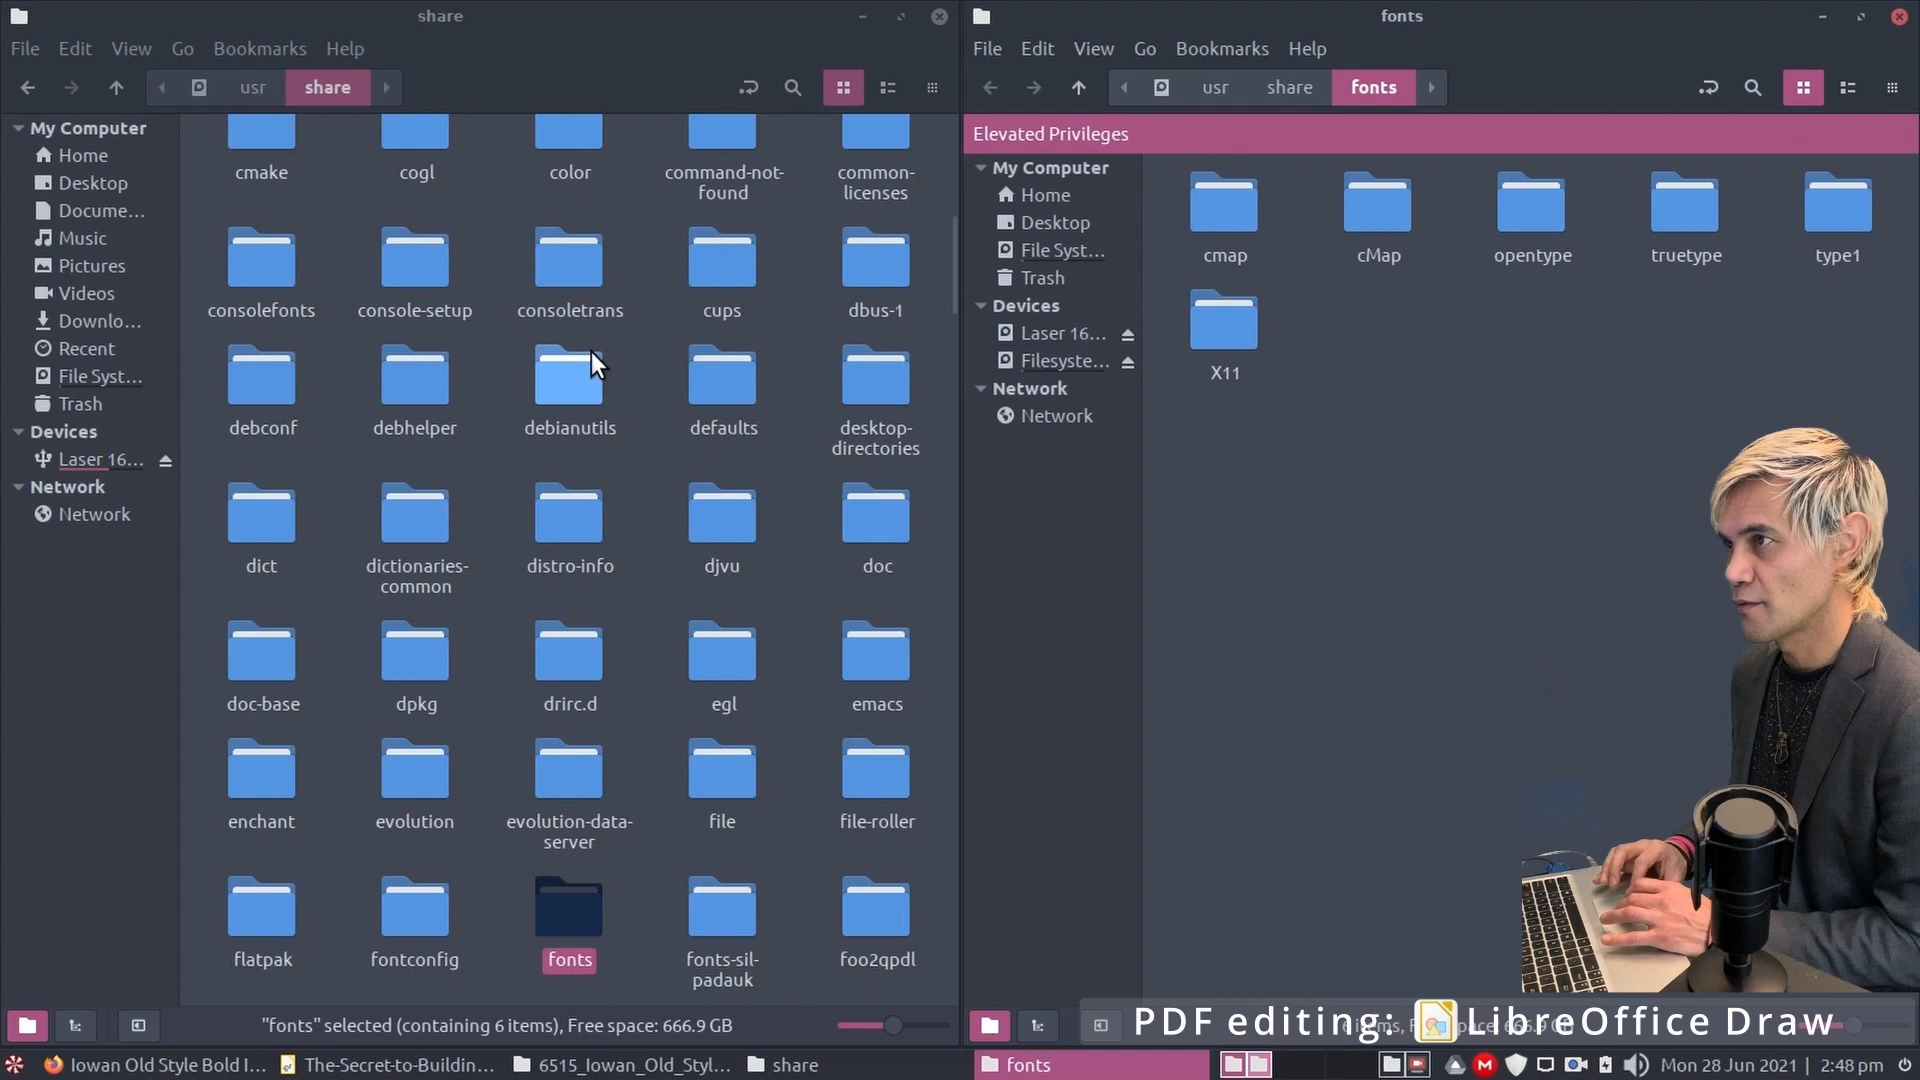 share
File Edit View Go Bookmarks Help
usr share
My Computer
Home
Desktop
Docume...
Music
Pictures
Videos
Downlo...
Recent
File Syst...
Trash
Devices
Laser 16...
Network
Network
cmake cogl color command-not-found common-licenses
consolefonts console-setup consoletrans cups dbus-1
debconf debhelper debianutils defaults desktop-directories
dict dictionaries-common distro-info djvu doc
doc-base dpkg drirc.d egl emacs
enchant evolution evolution-data-server file file-roller
flatpak fontconfig fonts fonts-sil-padauk foo2qpdl
"fonts" selected (containing 6 items), Free space: 666.9 GB
fonts
File Edit View Go Bookmarks Help
usr share fonts
Elevated Privileges
My Computer
Home
Desktop
File Syst...
Trash
Devices
Laser 16...
Filesyste...
Network
Network
cmap cMap opentype truetype type1
X11
PDF editing: LibreOffice Draw
Iowan Old Style Bold I... The-Secret-to-Buildin... 6515_Iowan_Old_Styl... share fonts Mon 28 Jun 2021 | 2:48 pm